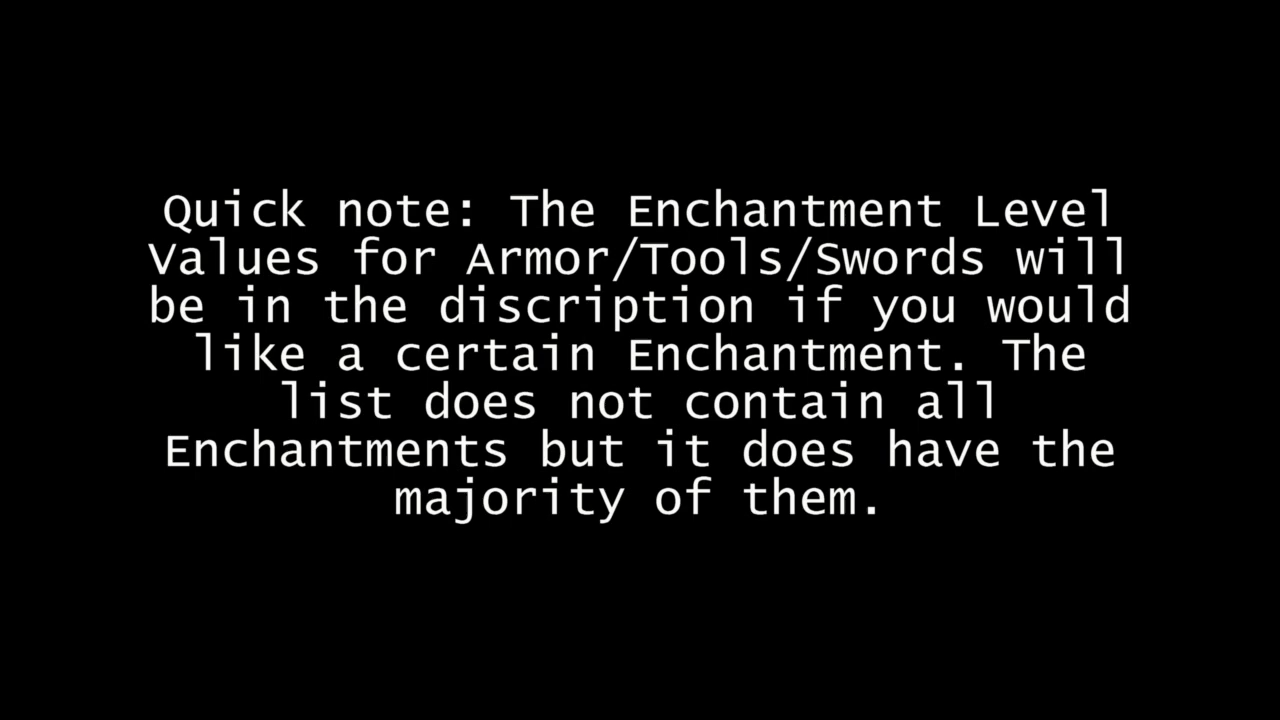 Quick note: The Enchantment Level
Values for Armor/Tools/Swords will
be in the discription if you would
like a certain Enchantment. The
list does not contain all
Enchantments but it does have the
majority of them.